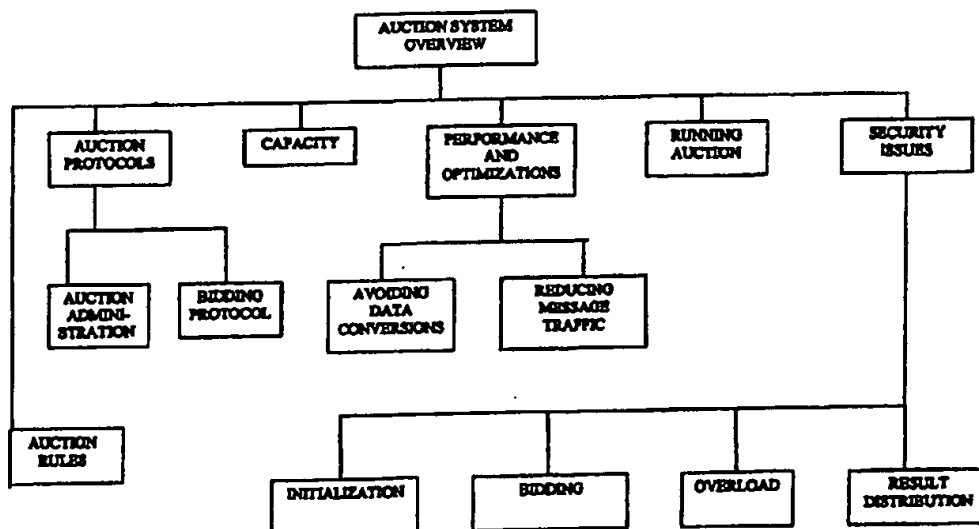 AUCTION SYSTEM
OVERVIEW
AUCTION
PROTOCOLS
CAPACITY
PERFORMANCE
AND
OPTIMIZATIONS
RUNNING
AUCTION
SECURITY
ISSUES
AUCTION
ADMINI-
STRATION
BIDDING
PROTOCOL
AVOIDING
DATA
CONVERSIONS
REDUCING
MESSAGE
TRAFFIC
AUCTION
RULES
INITIALIZATION
BIDDING
OVERLOAD
RESULT
DISTRIBUTION